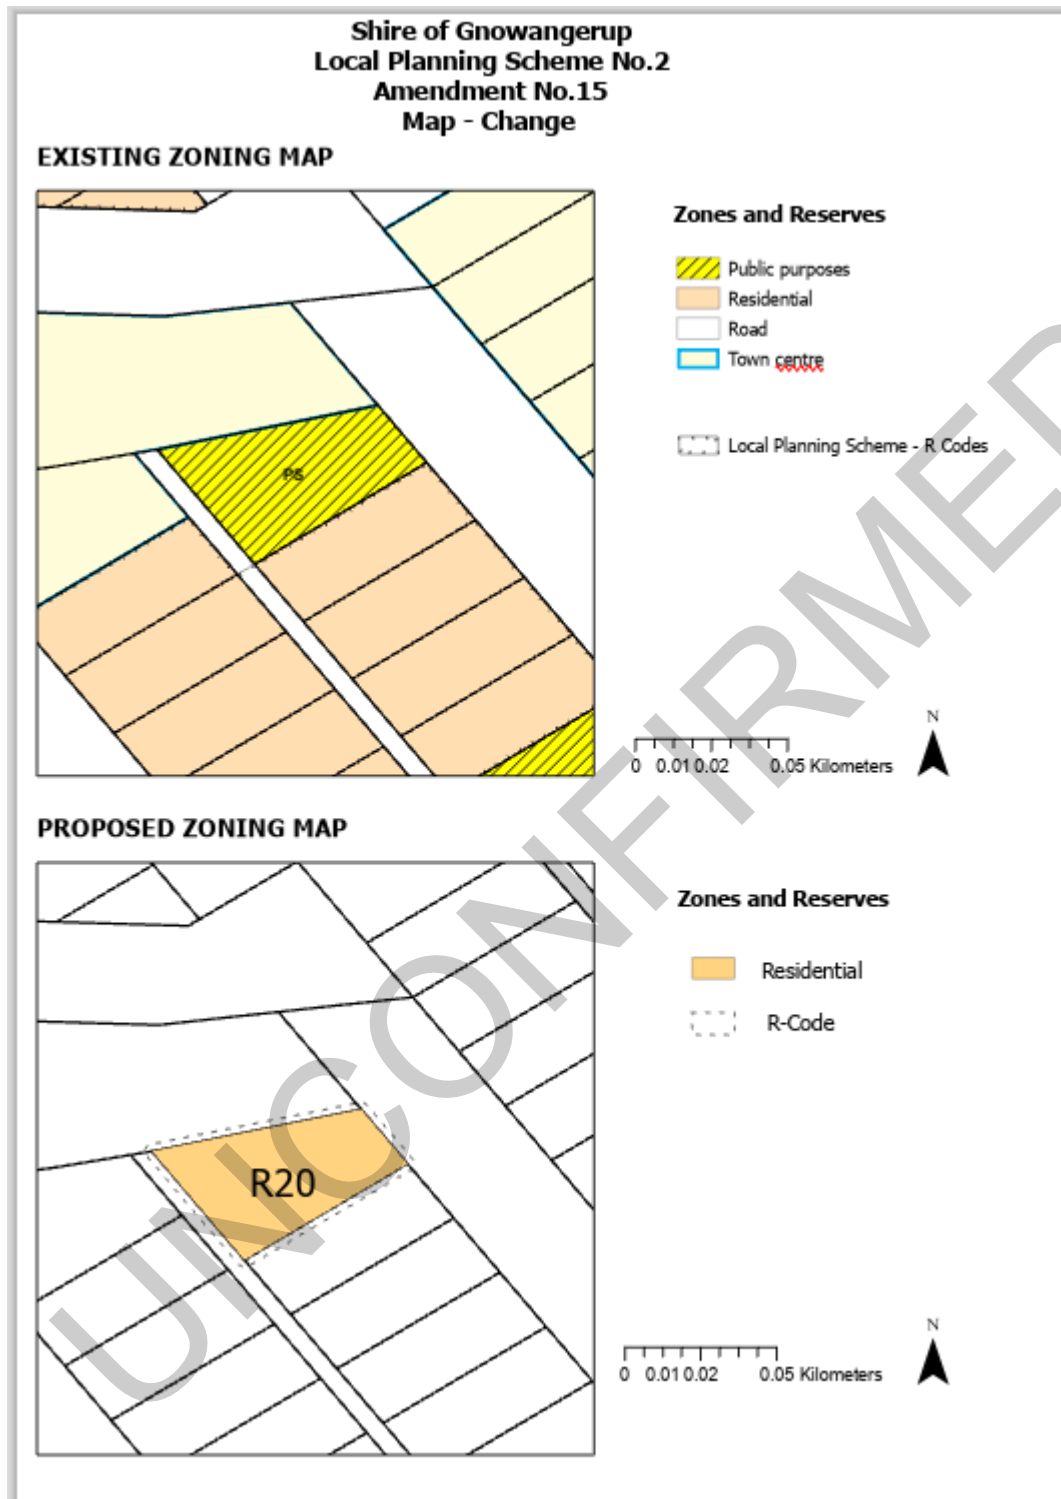 Shire of Gnowangerup
Local Planning Scheme No.2
Amendment No.15
Map - Change
EXISTING ZONING MAP
Zones and Reserves
Public purposes
Residential
Road
Town centre
Local Planning Scheme - R Codes
PS
N
0 0.01 0.02 0.05 Kilometers
PROPOSED ZONING MAP
Zones and Reserves
Residential
R-Code
R20
N
0 0.01 0.02 0.05 Kilometers
UNCONFIRMED